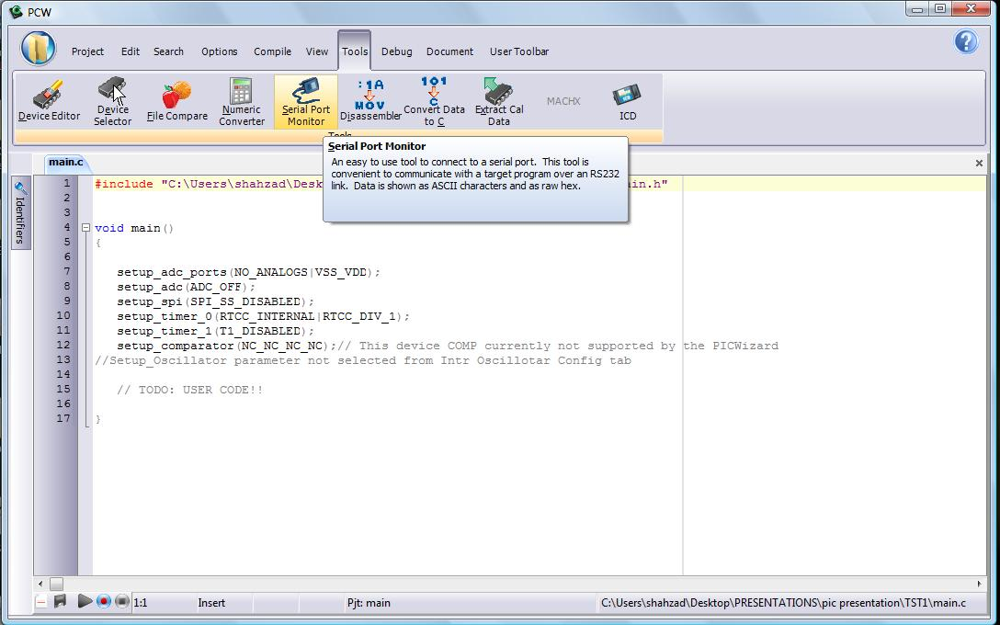 PCW
Project Edit Search Options Compile View Tools Debug Document User Toolbar
Device Editor
Device Selector
File Compare
Numeric Converter
Serial Port Monitor
:1A
MOV
Disassembler
101
C
Convert Data to C
Extract Cal Data
MACHX
ICD
Tools
Serial Port Monitor
An easy to use tool to connect to a serial port. This tool is
convenient to communicate with a target program over an RS232
link. Data is shown as ASCII characters and as raw hex.
main.c
Identifiers
1 #include "C:\Users\shahzad\Desk in.h"
2
3
4 void main()
5 {
6
7 setup_adc_ports(NO_ANALOGS|VSS_VDD);
8 setup_adc(ADC_OFF);
9 setup_spi(SPI_SS_DISABLED);
10 setup_timer_0(RTCC_INTERNAL|RTCC_DIV_1);
11 setup_timer_1(T1_DISABLED);
12 setup_comparator(NC_NC_NC_NC);// This device COMP currently not supported by the PICWizard
13 //Setup_Oscillator parameter not selected from Intr Oscillotar Config tab
14
15 // TODO: USER CODE!!
16
17 }
1:1 Insert Pjt: main C:\Users\shahzad\Desktop\PRESENTATIONS\pic presentation\TST1\main.c